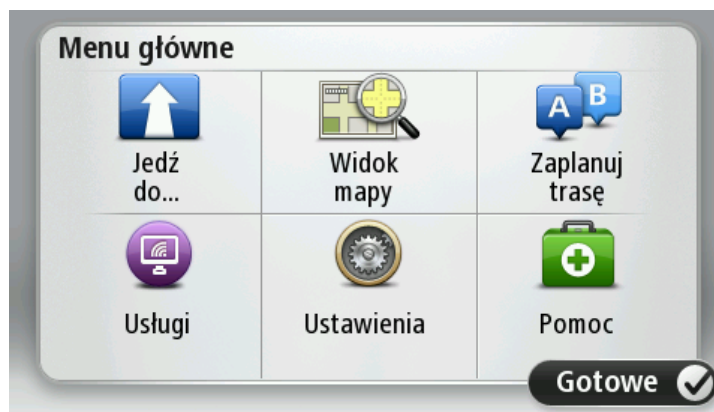 Menu główne
A B
Jedź
do...
Widok
mapy
Zaplanuj
trasę
Usługi
Ustawienia
Pomoc
Gotowe